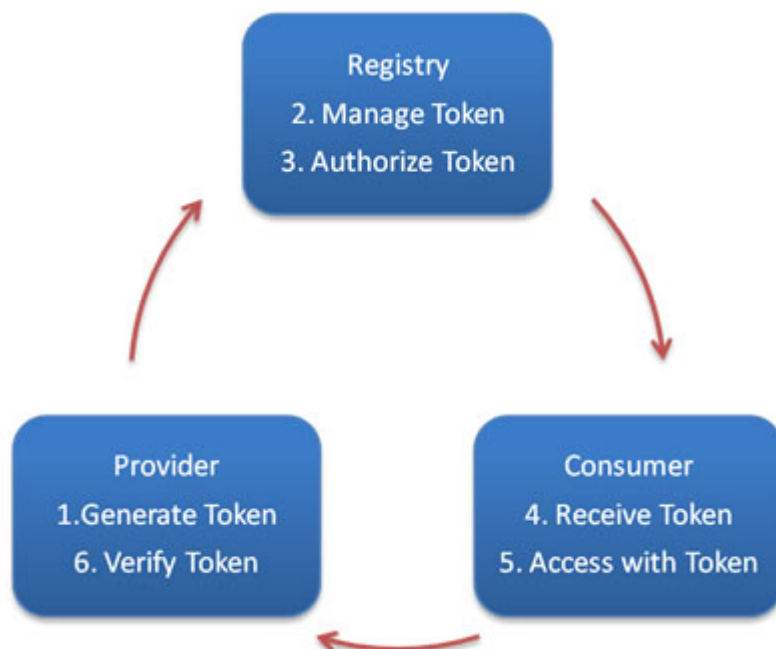 Registry
2. Manage Token
3. Authorize Token
Provider
1.Generate Token
6. Verify Token
Consumer
4. Receive Token
5. Access with Token